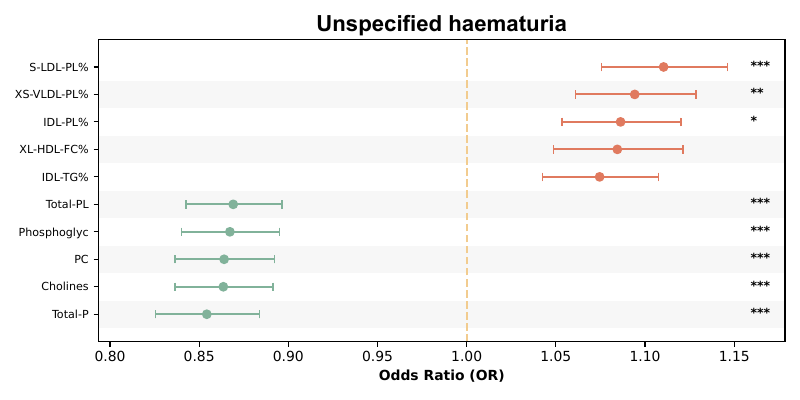 Unspecified haematuria
S-LDL-PL% ***
XS-VLDL-PL% **
IDL-PL% *
XL-HDL-FC%
IDL-TG%
Total-PL ***
Phosphoglyc ***
PC ***
Cholines ***
Total-P ***
0.80 0.85 0.90 0.95 1.00 1.05 1.10 1.15
Odds Ratio (OR)